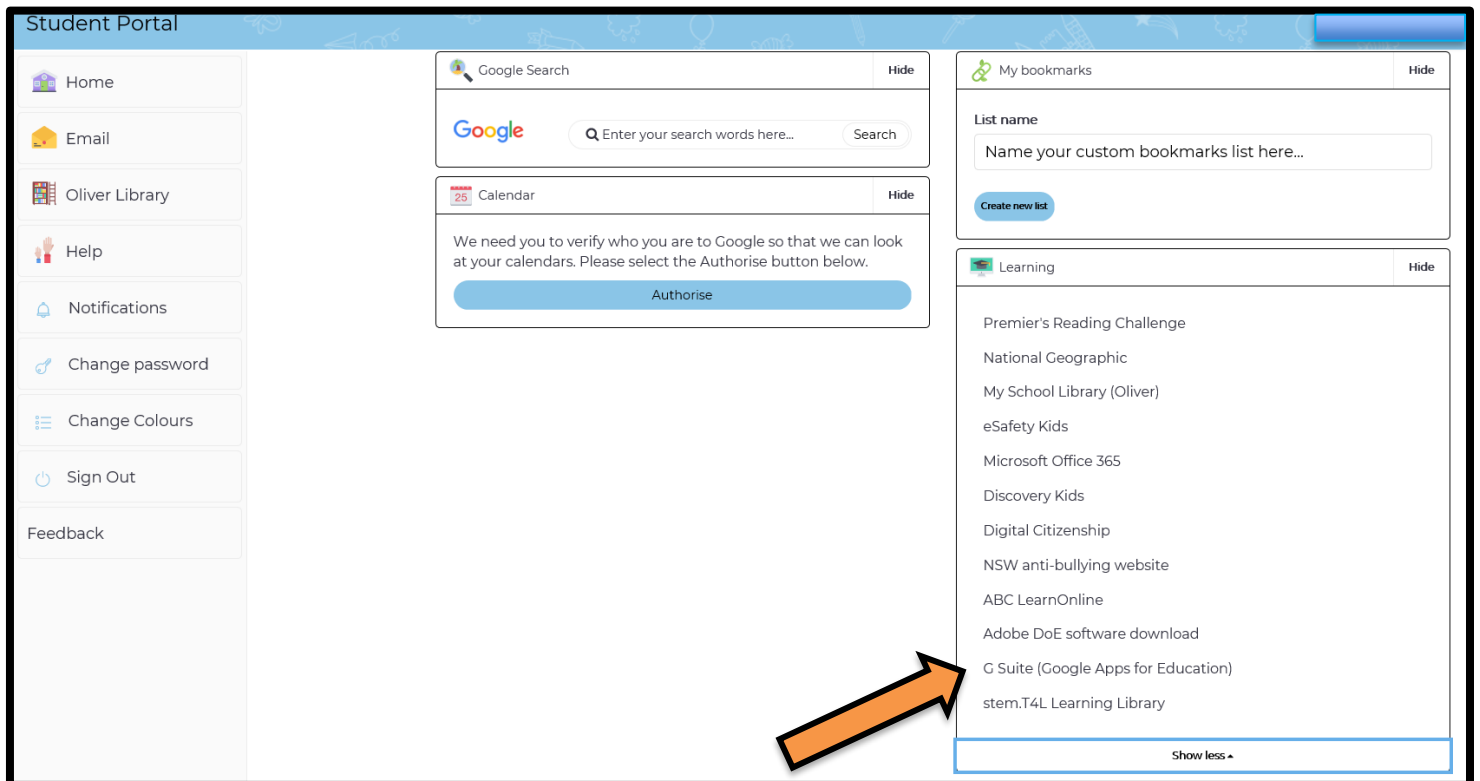 Student Portal
Home
Email
Oliver Library
Help
Notifications
Change password
Change Colours
Sign Out
Feedback
Google Search
Hide
Google
Enter your search words here...
Search
25
Calendar
Hide
We need you to verify who you are to Google so that we can look
at your calendars. Please select the Authorise button below.
Authorise
My bookmarks
Hide
List name
Name your custom bookmarks list here...
Create new list
Learning
Hide
Premier's Reading Challenge
National Geographic
My School Library (Oliver)
eSafety Kids
Microsoft Office 365
Discovery Kids
Digital Citizenship
NSW anti-bullying website
ABC LearnOnline
Adobe DoE software download
G Suite (Google Apps for Education)
stem.T4L Learning Library
Show less